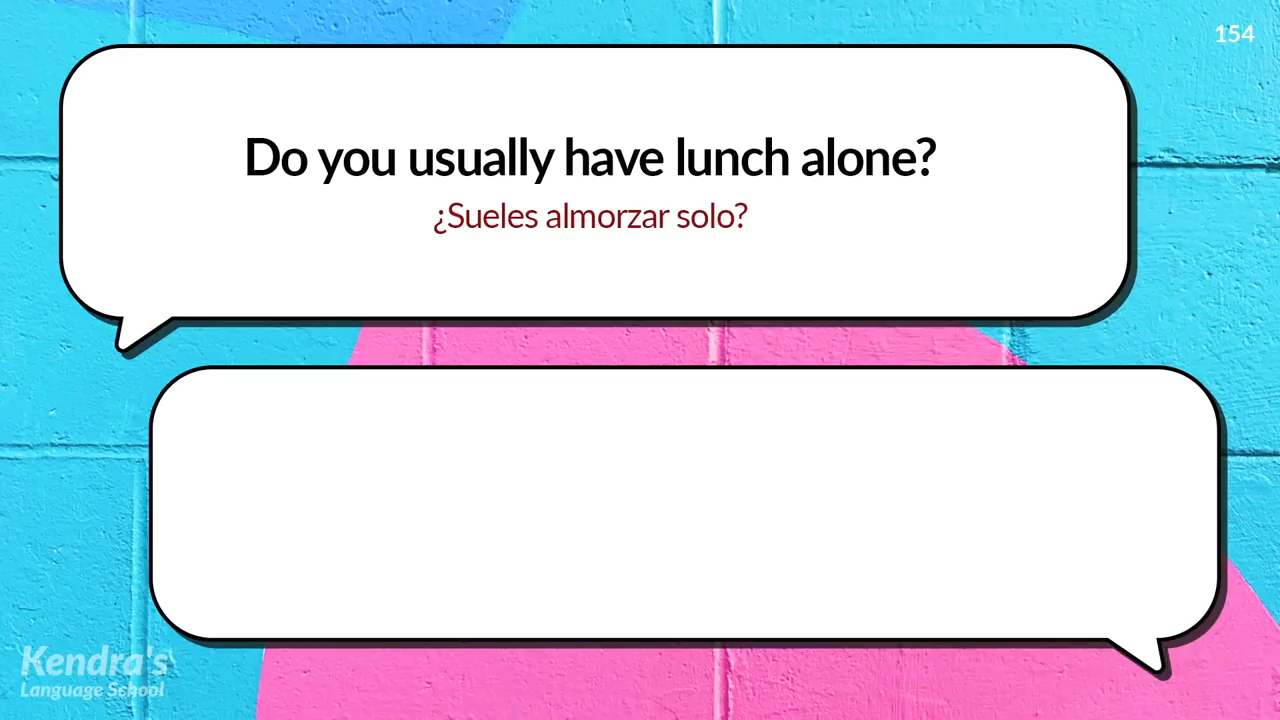 154
Do you usually have lunch alone?
¿Sueles almorzar solo?
Kendra's
Language School